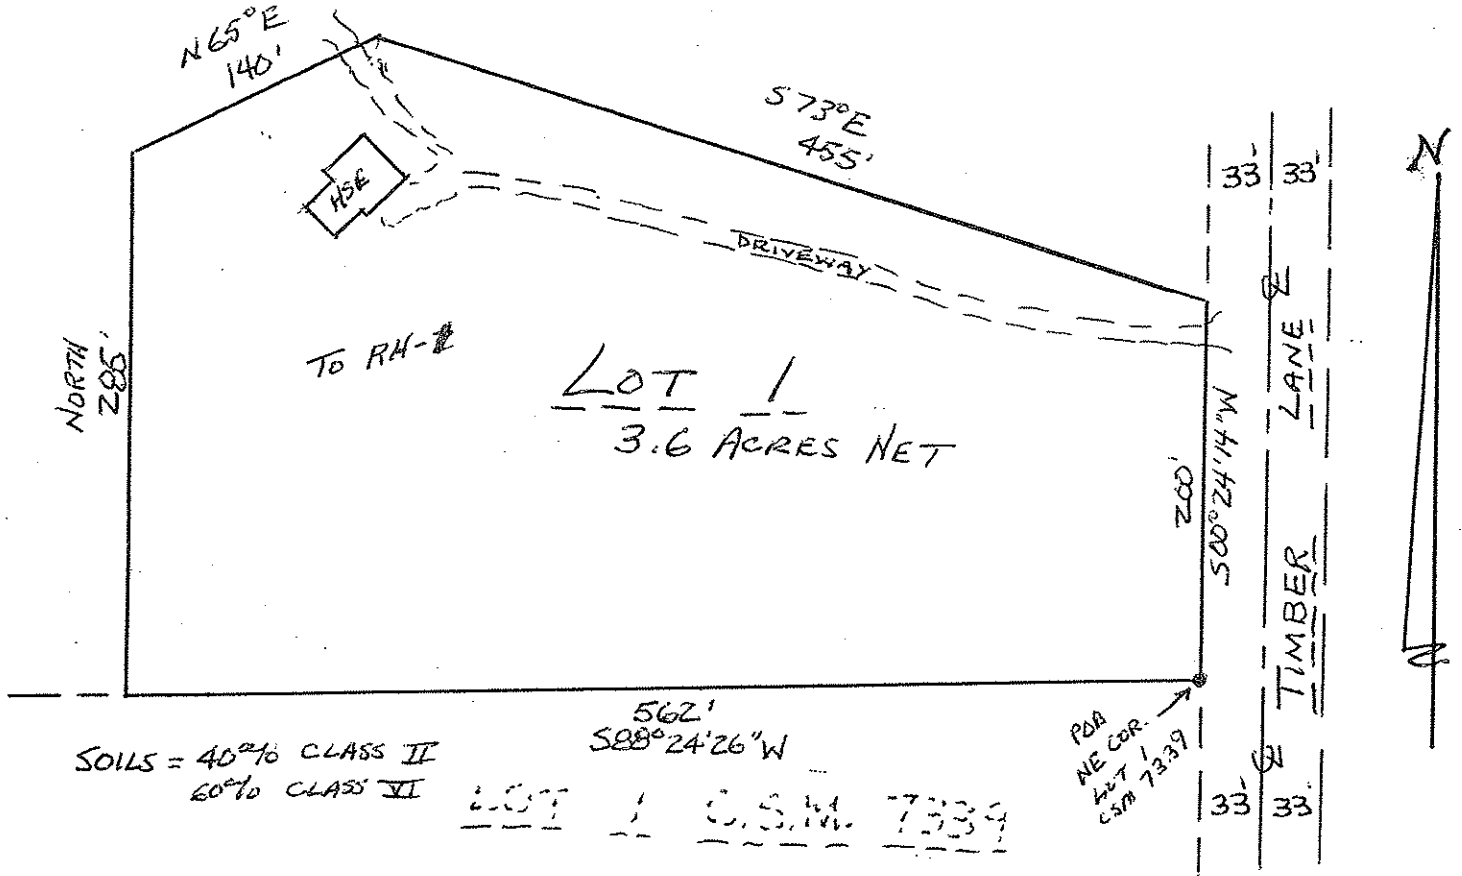 N65°E
140'
S73°E
455'
33' 33'
N
HSE
DRIVEWAY
NORTH
285'
To RH-
LOT 1
3.6 ACRES NET
200'
S00°24'14"W
TIMBER LANE
562'
S88°24'26"W
SOILS = 40% CLASS II
60% CLASS VI
POB
NE COR.
LOT 1
CSM 7339
33' 33'
LOT 1 C.S.M. 7339